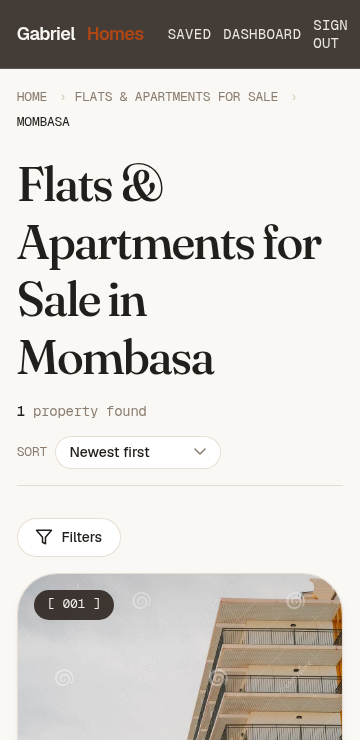 Gabriel Homes SAVED DASHBOARD SIGN OUT
HOME › FLATS & APARTMENTS FOR SALE ›
MOMBASA
Flats &
Apartments for
Sale in
Mombasa
1 property found
SORT Newest first
Filters
[ 001 ]